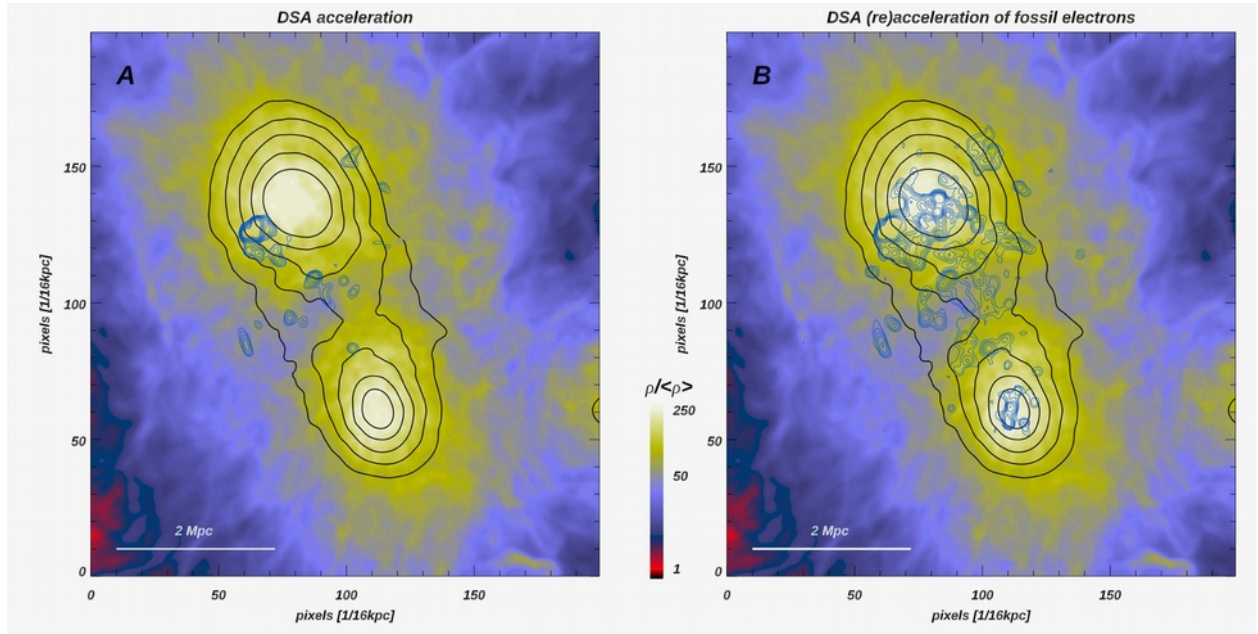 DSA acceleration
DSA (re)acceleration of fossil electrons
A
B
pixels [1/16kpc]
150
100
50
0
2 Mpc
0
50
100
150
pixels [1/16kpc]
ρ/<ρ>
250
50
1
pixels [1/16kpc]
150
100
50
0
2 Mpc
0
50
100
150
pixels [1/16kpc]